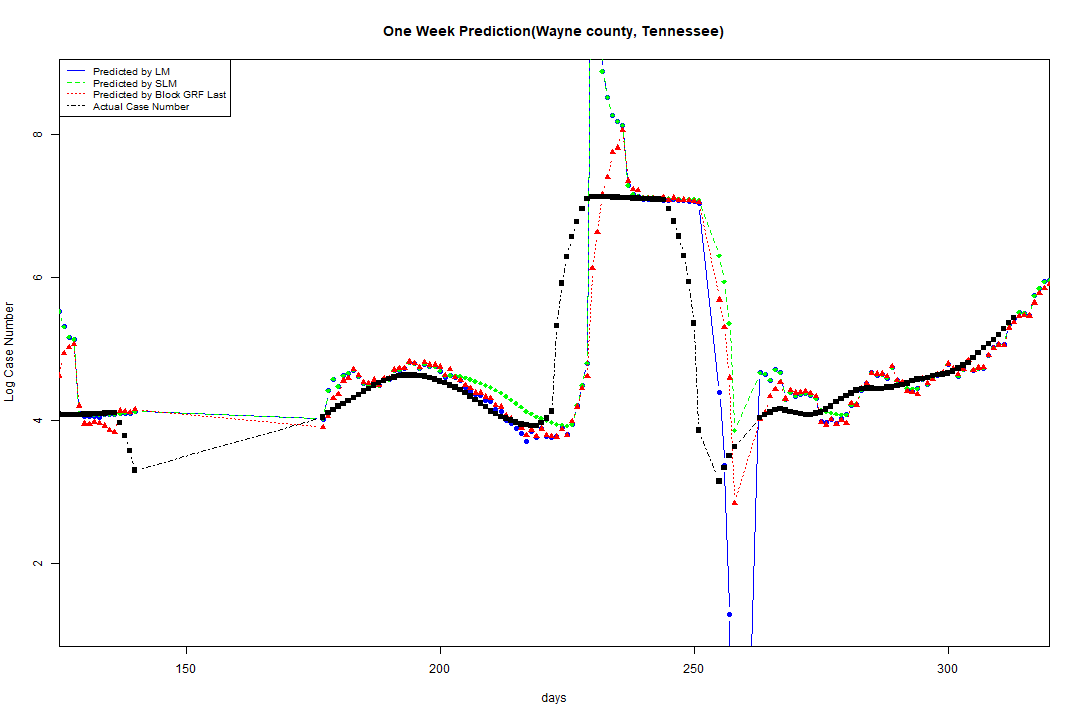 One Week Prediction(Wayne county, Tennessee)
Predicted by LM
Predicted by SLM
Predicted by Block GRF Last
Actual Case Number
8
6
4
2
Log Case Number
150
200
250
300
days